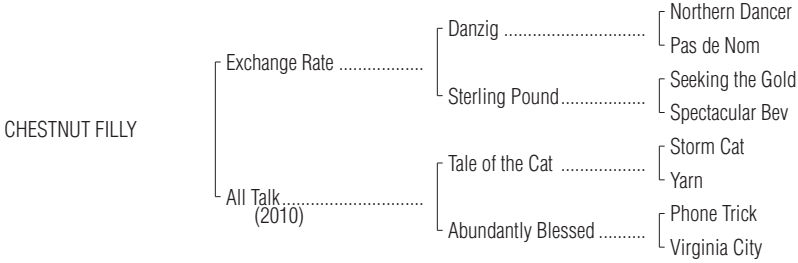 Northern Dancer
Danzig ..............................
Pas de Nom
Exchange Rate ..................
Seeking the Gold
Sterling Pound..................
Spectacular Bev
CHESTNUT FILLY
Storm Cat
Tale of the Cat ..................
Yarn
All Talk..............................
(2010)
Phone Trick
Abundantly Blessed ..........
Virginia City